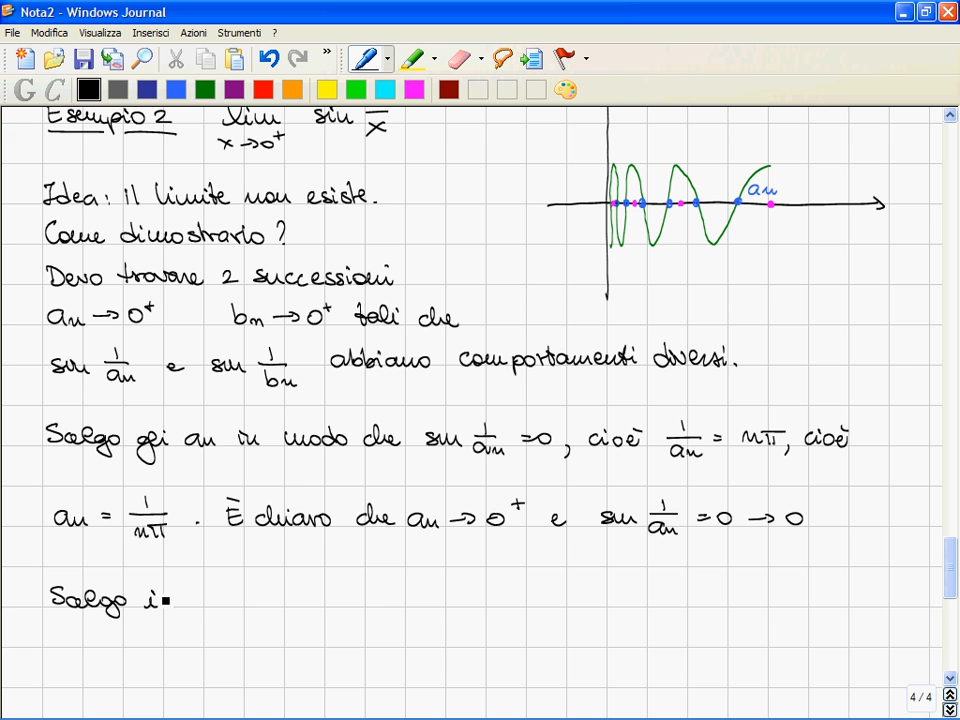 Nota2 - Windows Journal
File Modifica Visualizza Inserisci Azioni Strumenti ?
Esempio 2 lim x→0⁺ sin 1/x
an
Idea: il limite non esiste.
Come dimostrarlo?
Devo trovare 2 successioni
an → 0⁺ bn → 0⁺ tali che
sin 1/an e sin 1/bn abbiano comportamenti diversi.
Scelgo gli an in modo che sin 1/an = 0, cioè 1/an = nπ, cioè
an = 1/nπ . È chiaro che an → 0⁺ e sin 1/an = 0 → 0
Scelgo i
4 / 4